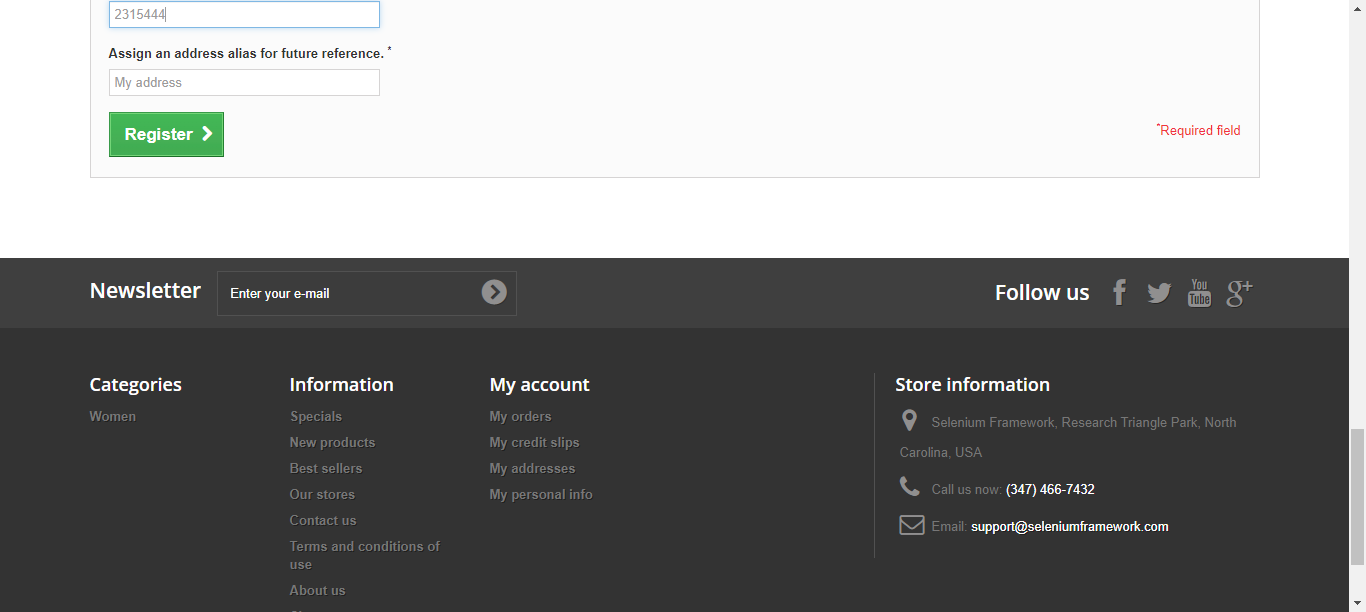 2315444
Assign an address alias for future reference. *
My address
Register
*Required field
Newsletter
Enter your e-mail
Follow us
You
Tube
g+
Categories
Women
Information
Specials
New products
Best sellers
Our stores
Contact us
Terms and conditions of
use
About us
My account
My orders
My credit slips
My addresses
My personal info
Store information
Selenium Framework, Research Triangle Park, North
Carolina, USA
Call us now: (347) 466-7432
Email: support@seleniumframework.com